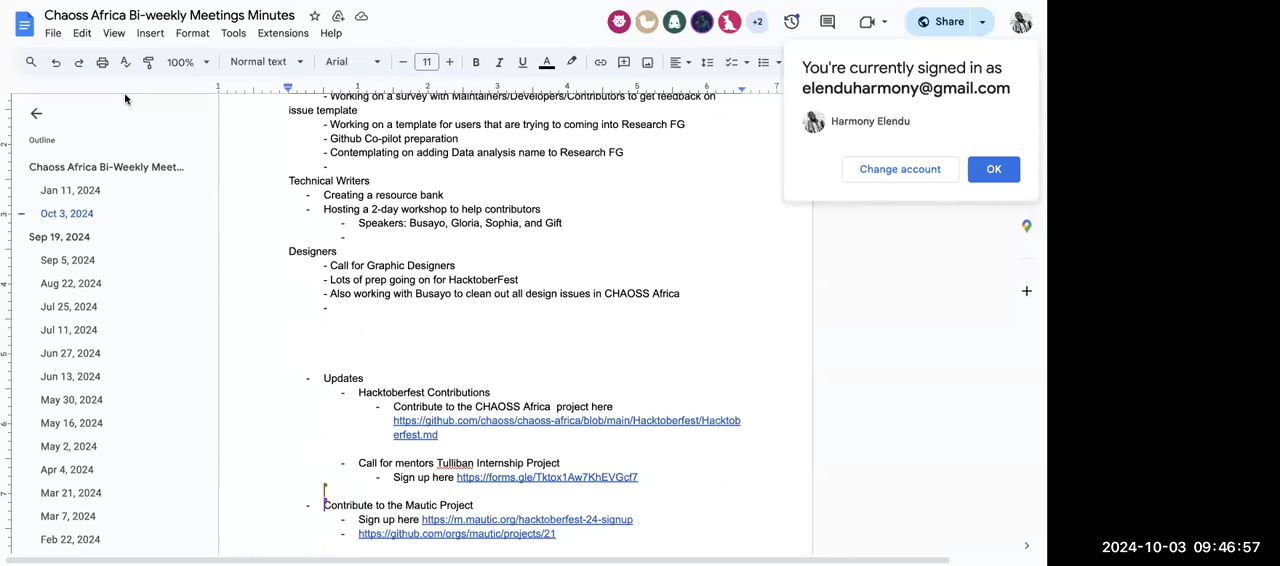 Chaoss Africa Bi-weekly Meetings Minutes
File Edit View Insert Format Tools Extensions Help
+2
Share
100%
Normal text
Arial
11
B I U A
You're currently signed in as
elenduharmony@gmail.com
Harmony Elendu
Change account
OK
1 1 2 3 4 5 6 7
Outline
Chaoss Africa Bi-Weekly Meet...
Jan 11, 2024
Oct 3, 2024
Sep 19, 2024
Sep 5, 2024
Aug 22, 2024
Jul 25, 2024
Jul 11, 2024
Jun 27, 2024
Jun 13, 2024
May 30, 2024
May 16, 2024
May 2, 2024
Apr 4, 2024
Mar 21, 2024
Mar 7, 2024
Feb 22, 2024
- Working on a survey with Maintainers/Developers/Contributors to get feedback on
issue template
- Working on a template for users that are trying to coming into Research FG
- Github Co-pilot preparation
- Contemplating on adding Data analysis name to Research FG
-
Technical Writers
- Creating a resource bank
- Hosting a 2-day workshop to help contributors
- Speakers: Busayo, Gloria, Sophia, and Gift
-
Designers
- Call for Graphic Designers
- Lots of prep going on for HacktoberFest
- Also working with Busayo to clean out all design issues in CHAOSS Africa
-
- Updates
- Hacktoberfest Contributions
- Contribute to the CHAOSS Africa project here
https://github.com/chaoss/chaoss-africa/blob/main/Hacktoberfest/Hacktob
erfest.md
- Call for mentors Tulliban Internship Project
- Sign up here https://forms.gle/Tktox1Aw7KhEVGcf7
- Contribute to the Mautic Project
- Sign up here https://m.mautic.org/hacktoberfest-24-signup
- https://github.com/orgs/mautic/projects/21
2024-10-03 09:46:57